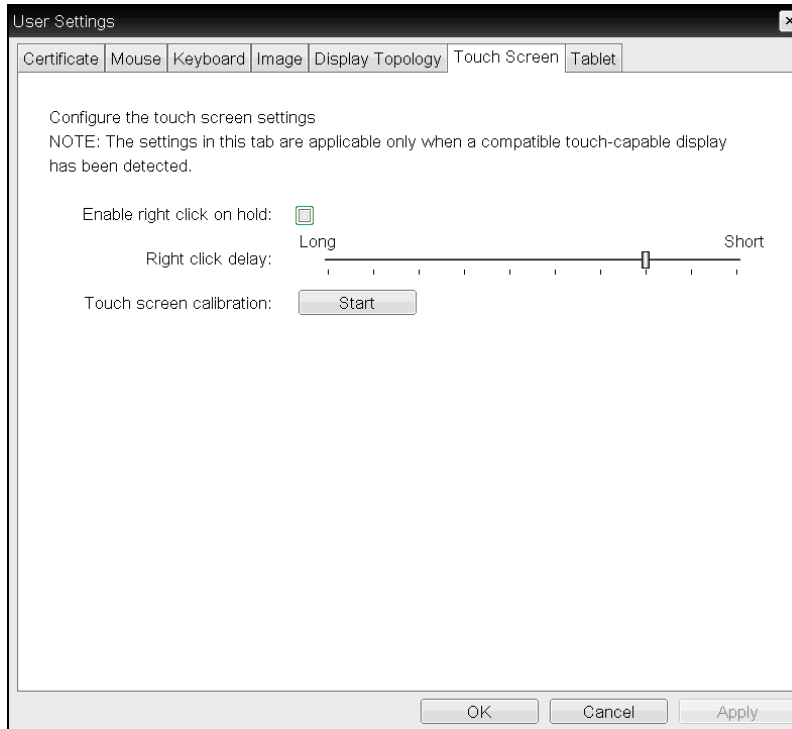 User Settings
Certificate Mouse Keyboard Image Display Topology Touch Screen Tablet
Configure the touch screen settings
NOTE: The settings in this tab are applicable only when a compatible touch-capable display
has been detected.
Enable right click on hold:
Long Short
Right click delay:
Touch screen calibration: Start
OK Cancel Apply